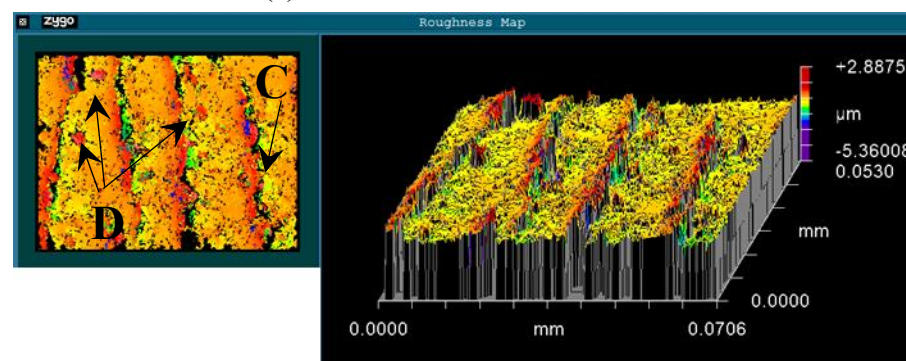 zygo Roughness Map
C
D
+2.8875
µm
-5.36008
0.0530
mm
0.0000
0.0000 mm 0.0706